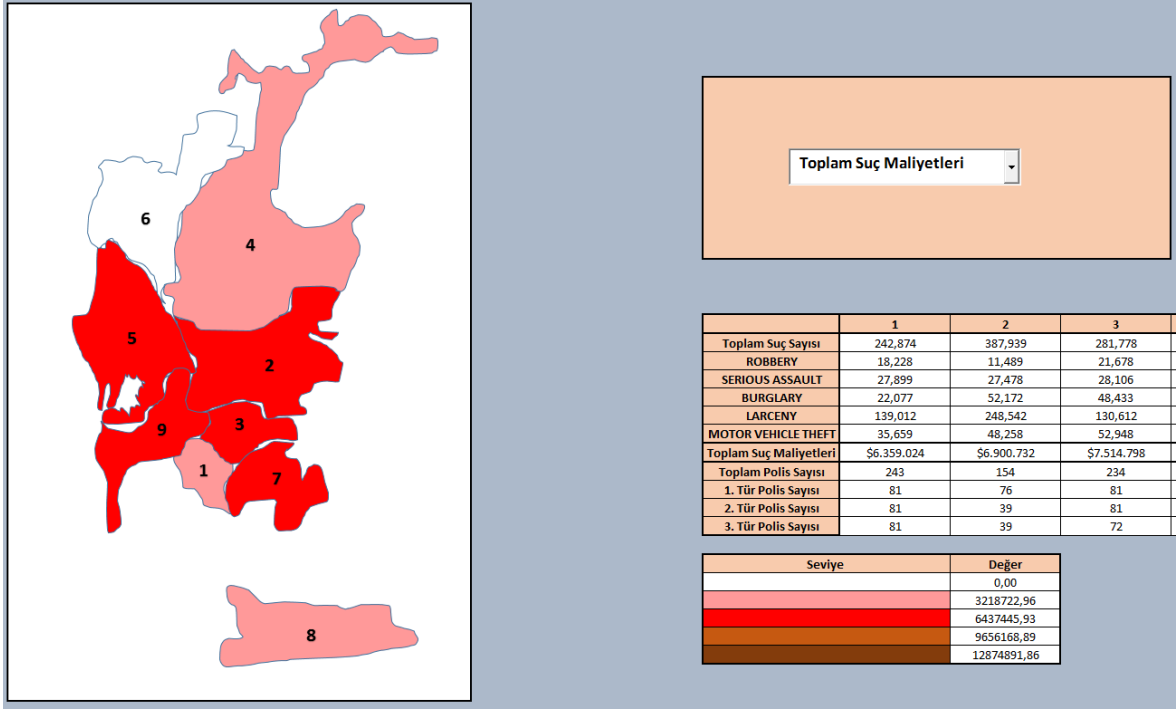 6
4
5
2
3
9
1
7
8
Toplam Suç Maliyetleri
1 2 3
Toplam Suç Sayısı 242,874 387,939 281,778
ROBBERY 18,228 11,489 21,678
SERIOUS ASSAULT 27,899 27,478 28,106
BURGLARY 22,077 52,172 48,433
LARCENY 139,012 248,542 130,612
MOTOR VEHICLE THEFT 35,659 48,258 52,948
Toplam Suç Maliyetleri $6.359.024 $6.900.732 $7.514.798
Toplam Polis Sayısı 243 154 234
1. Tür Polis Sayısı 81 76 81
2. Tür Polis Sayısı 81 39 81
3. Tür Polis Sayısı 81 39 72
Seviye Değer
0,00
3218722,96
6437445,93
9656168,89
12874891,86